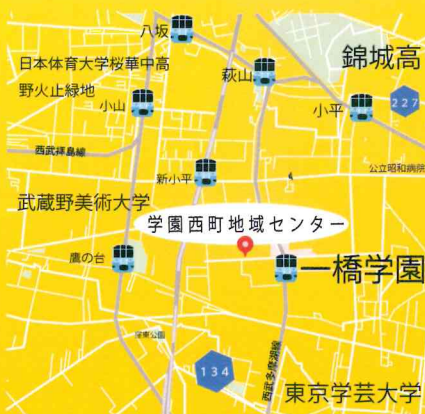 八坂
錦城高
日本体育大学桜華中高
萩山
野火止緑地
小山
小平
227
西武拝島線
公立昭和病院
新小平
武蔵野美術大学
学園西町地域センター
鷹の台
一橋学園
窪東公園
134
西武多摩湖線
東京学芸大学